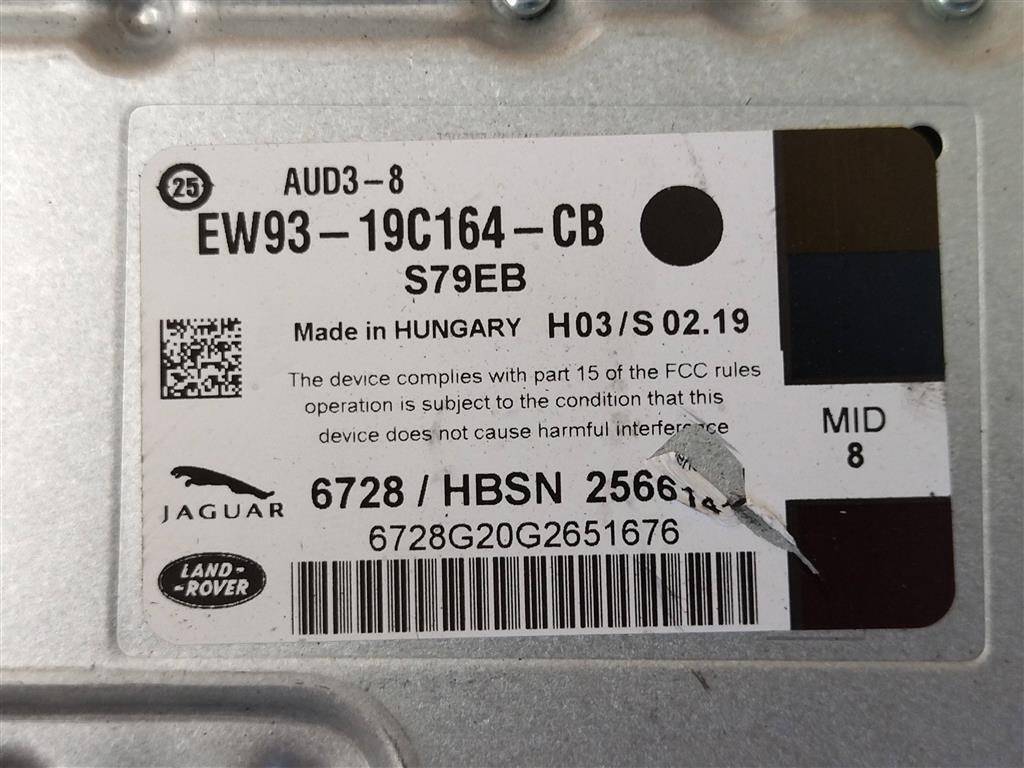 25
AUD3-8
EW93-19C164-CB
S79EB
Made in HUNGARY H03/S 02.19
The device complies with part 15 of the FCC rules
operation is subject to the condition that this
device does not cause harmful interference
MID
8
JAGUAR
6728 / HBSN
6728G20G2651676
LAND-
-ROVER